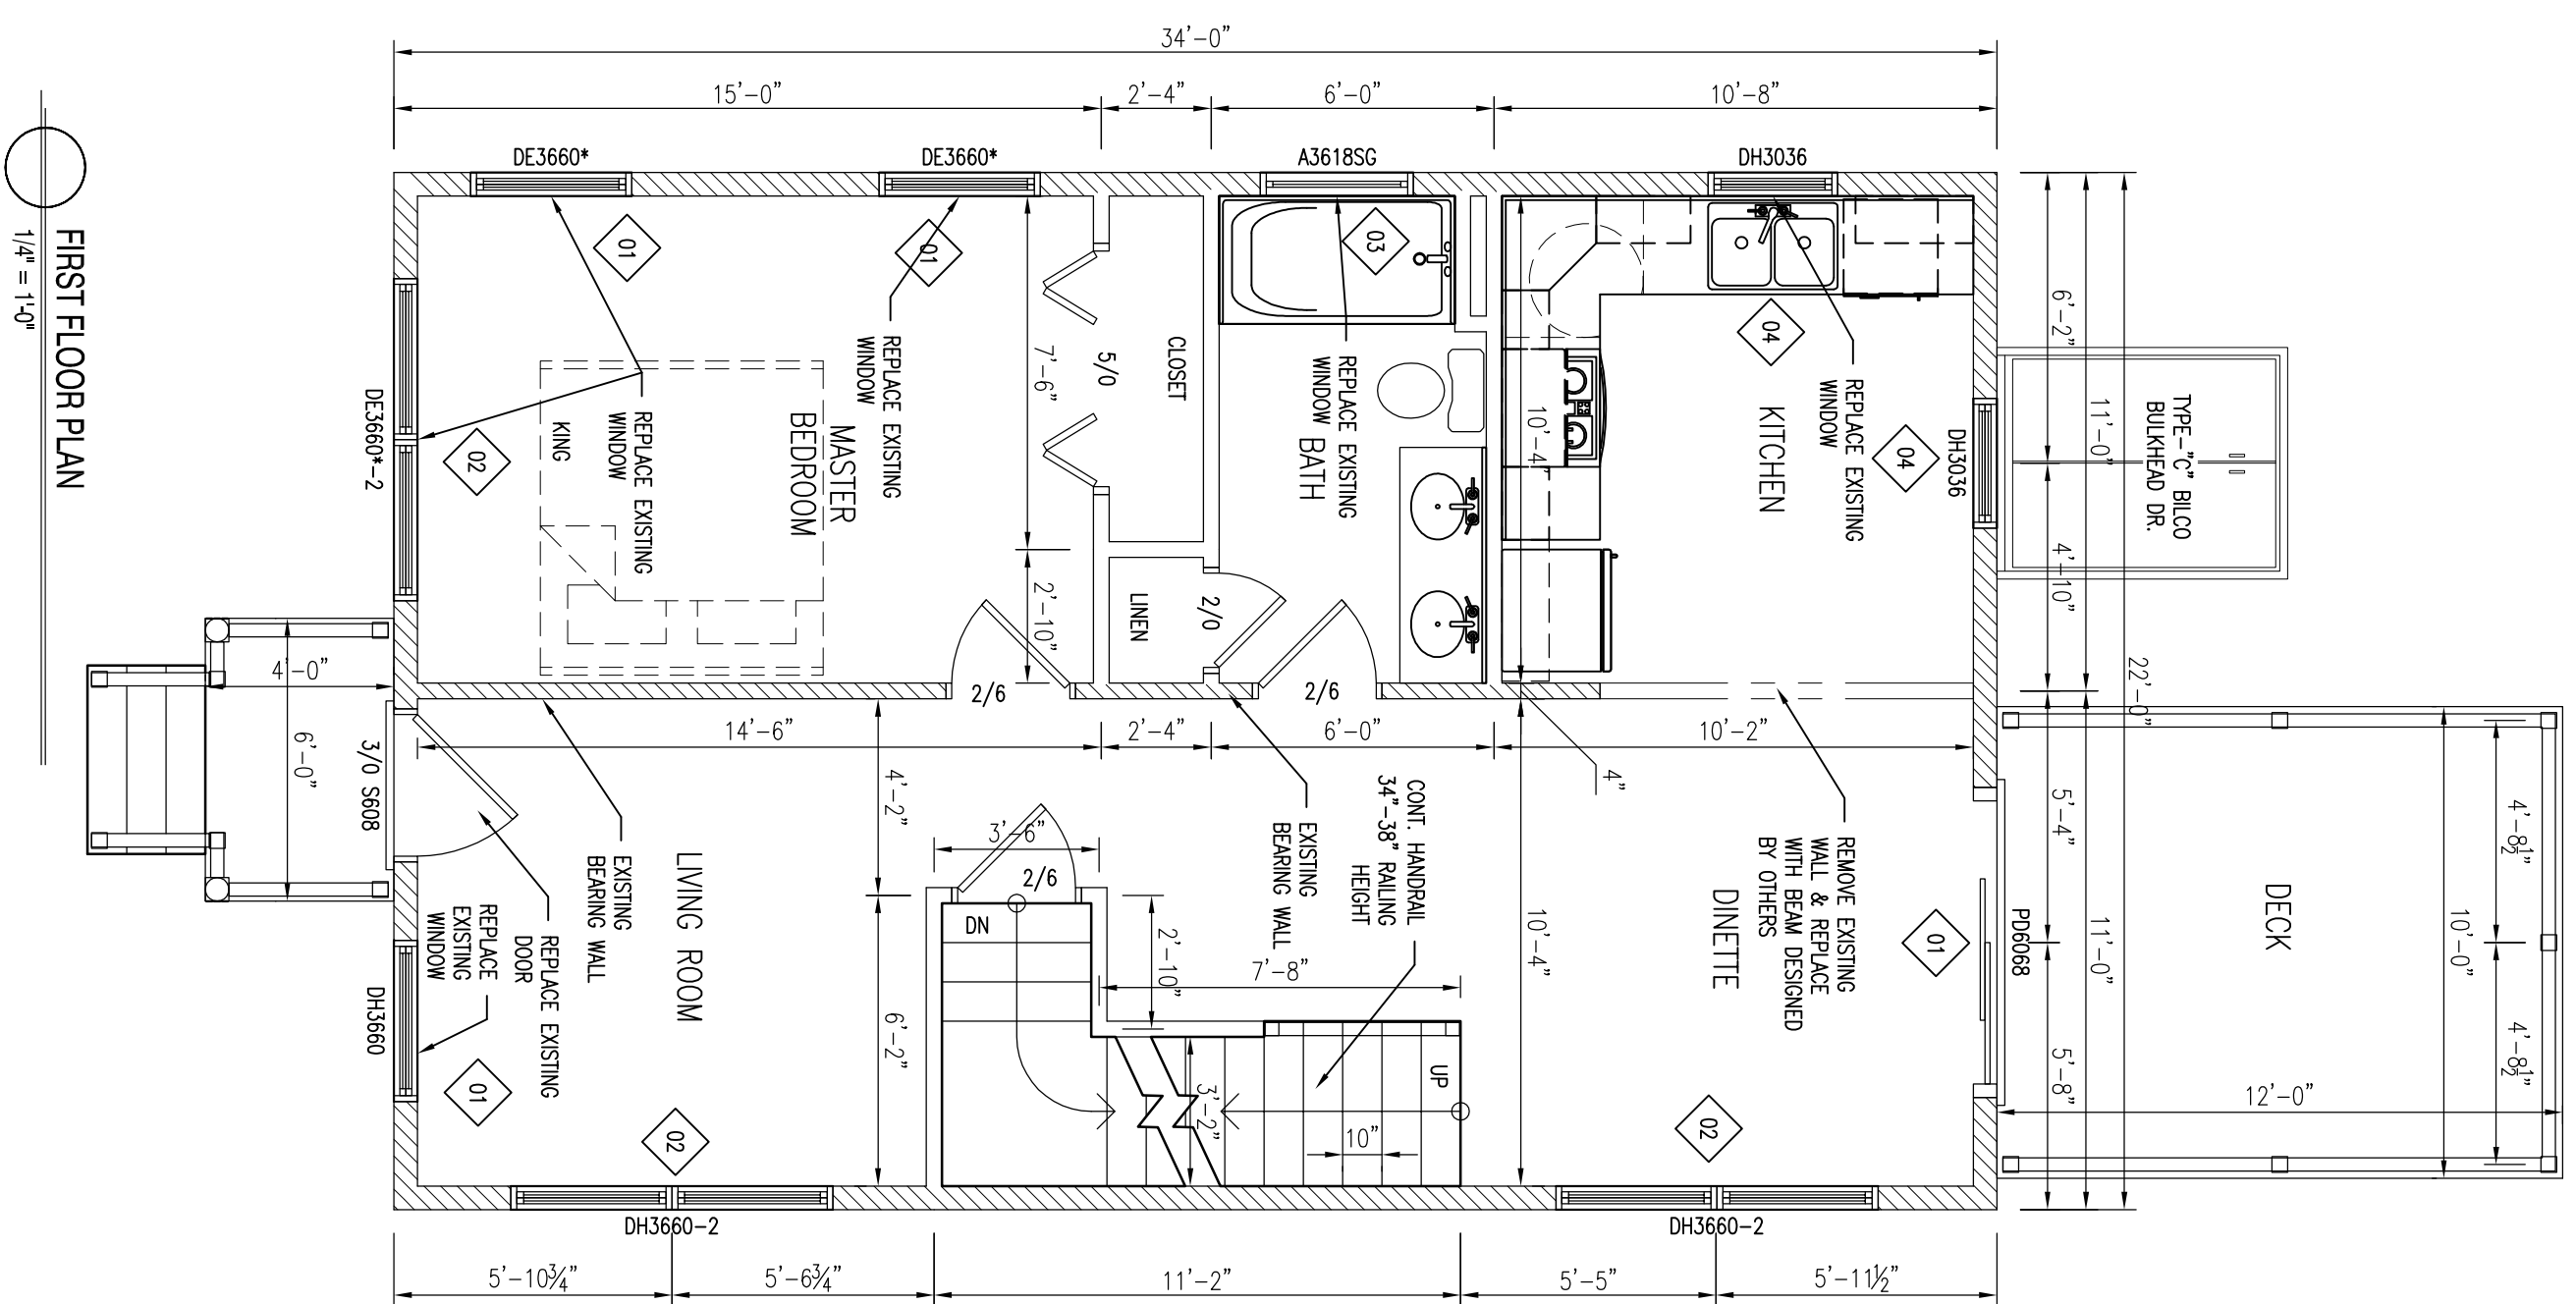 34'-0"
15'-0"
2'-4"
6'-0"
10'-8"
DE3660*
DE3660*
A3618SG
DH3036
01
01
03
04
04
02
REPLACE EXISTING
WINDOW
REPLACE EXISTING
WINDOW
REPLACE EXISTING
WINDOW
REPLACE EXISTING
WINDOW
CLOSET
5/0
7'-6"
2'-10"
LINEN
2/0
BATH
KITCHEN
10'-4"
DH3036
MASTER
BEDROOM
KING
DE3660*-2
TYPE-"C" BILCO
BULKHEAD DR.
6'-2"
4'-10"
11'-0"
22'-0"
2/6
2/6
14'-6"
2'-4"
6'-0"
10'-2"
4"
4'-0"
6'-0"
3/0 S608
4'-2"
3'-6"
2/6
EXISTING
BEARING WALL
EXISTING
BEARING WALL
CONT. HANDRAIL
34"-38" RAILING
HEIGHT
REMOVE EXISTING
WALL & REPLACE
WITH BEAM DESIGNED
BY OTHERS
REPLACE EXISTING
DOOR
REPLACE
EXISTING
WINDOW
LIVING ROOM
DN
2'-10"
7'-8"
6'-2"
UP
3'-2"
10"
10'-4"
DINETTE
01
PD6068
5'-4"
5'-8"
11'-0"
DECK
10'-0"
4'-8½"
4'-8½"
12'-0"
DH3660
01
02
02
DH3660-2
DH3660-2
5'-10¾"
5'-6¾"
11'-2"
5'-5"
5'-11½"
FIRST FLOOR PLAN
1/4" = 1'-0"